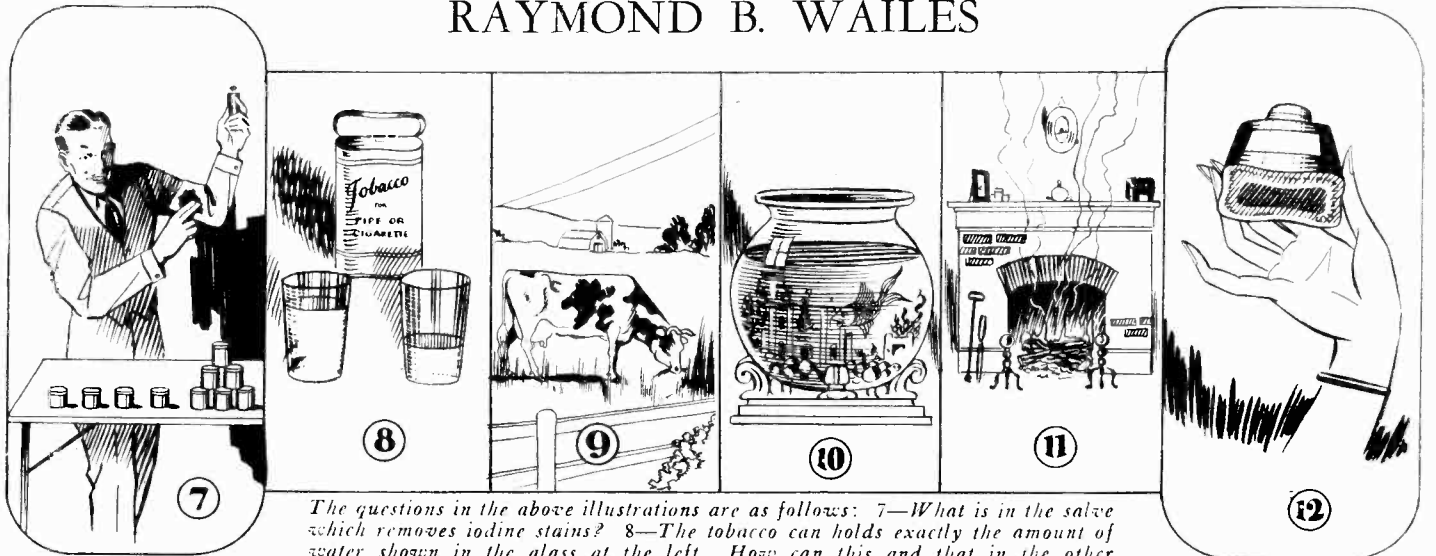 RAYMOND B. WAILES
Tobacco
FOR
PIPE OR
CIGARETTE
7
8
9
10
11
12
The questions in the above illustrations are as follows: 7—What is in the salve
which removes iodine stains? 8—The tobacco can holds exactly the amount of
water shown in the glass at the left. How can this and that in the other